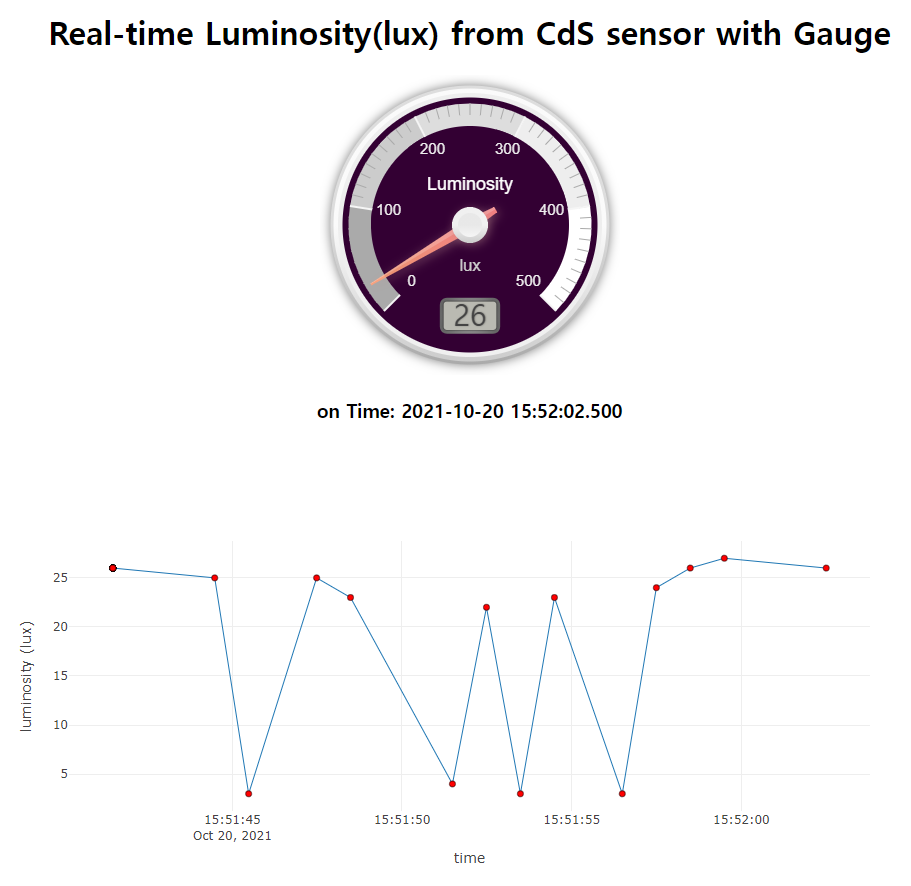 Real-time Luminosity(lux) from CdS sensor with Gauge
200 300
Luminosity
100 400
lux
0 500
26
on Time: 2021-10-20 15:52:02.500
25
20
15
10
5
luminosity (lux)
15:51:45 15:51:50 15:51:55 15:52:00
Oct 20, 2021
time